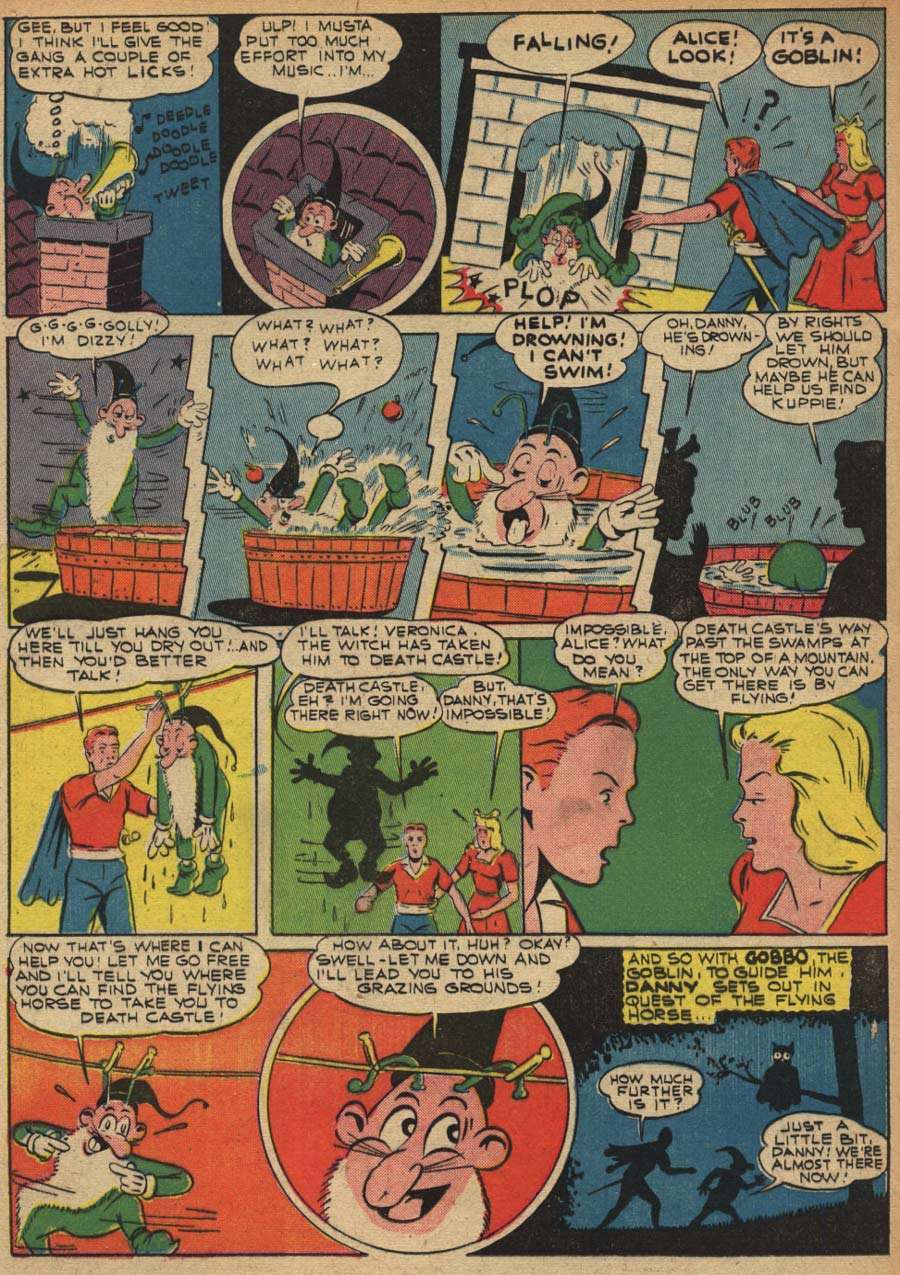 GEE, BUT I FEEL GOOD!
I THINK I'LL GIVE THE
GANG A COUPLE OF
EXTRA HOT LICKS!
DEEDLE
DOODLE
DOODLE
DOODLE
TWEET
ULP! I MUSTA
PUT TOO MUCH
EFFORT INTO MY
MUSIC.. I'M...
FALLING!
PLOP
ALICE!
LOOK!
!?
IT'S A
GOBLIN!
G-G-G-G-GOLLY!
I'M DIZZY!
WHAT? WHAT?
WHAT? WHAT?
WHAT WHAT?
HELP! I'M
DROWNING!
I CAN'T
SWIM!
OH, DANNY,
HE'S DROWN-
ING!
BY RIGHTS
WE SHOULD
LET HIM
DROWN, BUT
MAYBE HE CAN
HELP US FIND
KUPPIE!
BLUB
BLUB
WE'LL JUST HANG YOU
HERE TILL YOU DRY OUT!..AND
THEN YOU'D BETTER
TALK!
I'LL TALK! VERONICA,
THE WITCH HAS TAKEN
HIM TO DEATH CASTLE!
DEATH CASTLE,
EH? I'M GOING
THERE RIGHT NOW!
BUT,
DANNY, THAT'S
IMPOSSIBLE!
IMPOSSIBLE,
ALICE? WHAT
DO YOU
MEAN?
DEATH CASTLE'S WAY
PAST THE SWAMPS AT
THE TOP OF A MOUNTAIN.
THE ONLY WAY YOU CAN
GET THERE IS BY
FLYING!
NOW THAT'S WHERE I CAN
HELP YOU! LET ME GO FREE
AND I'LL TELL YOU WHERE
YOU CAN FIND THE FLYING
HORSE TO TAKE YOU TO
DEATH CASTLE!
HOW ABOUT IT, HUH? OKAY?
SWELL-LET ME DOWN AND
I'LL LEAD YOU TO HIS
GRAZING GROUNDS!
AND SO WITH GOBBO, THE
GOBLIN, TO GUIDE HIM,
DANNY SETS OUT IN
QUEST OF THE FLYING
HORSE...
HOW MUCH
FURTHER
IS IT?
JUST A
LITTLE BIT,
DANNY! WE'RE
ALMOST THERE
NOW!